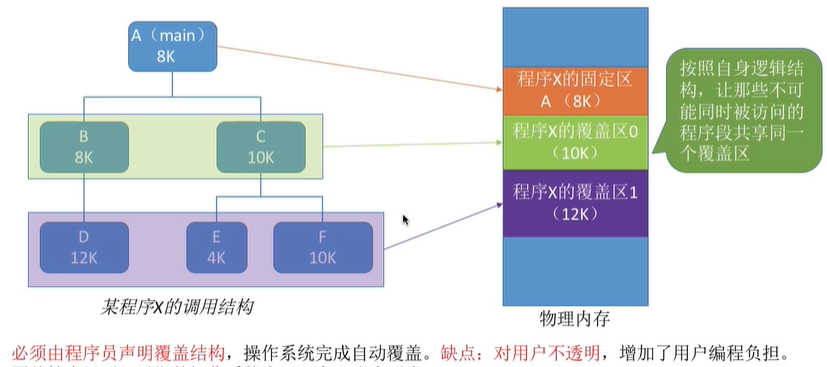 A（main）
8K
B
8K
C
10K
D
12K
E
4K
F
10K
某程序X的调用结构
程序X的固定区
A （8K）
程序X的覆盖区0
（10K）
程序X的覆盖区1
（12K）
物理内存
按照自身逻辑结
构，让那些不可
能同时被访问的
程序段共享同一
个覆盖区
必须由程序员声明覆盖结构，操作系统完成自动覆盖。缺点：对用户不透明，增加了用户编程负担。